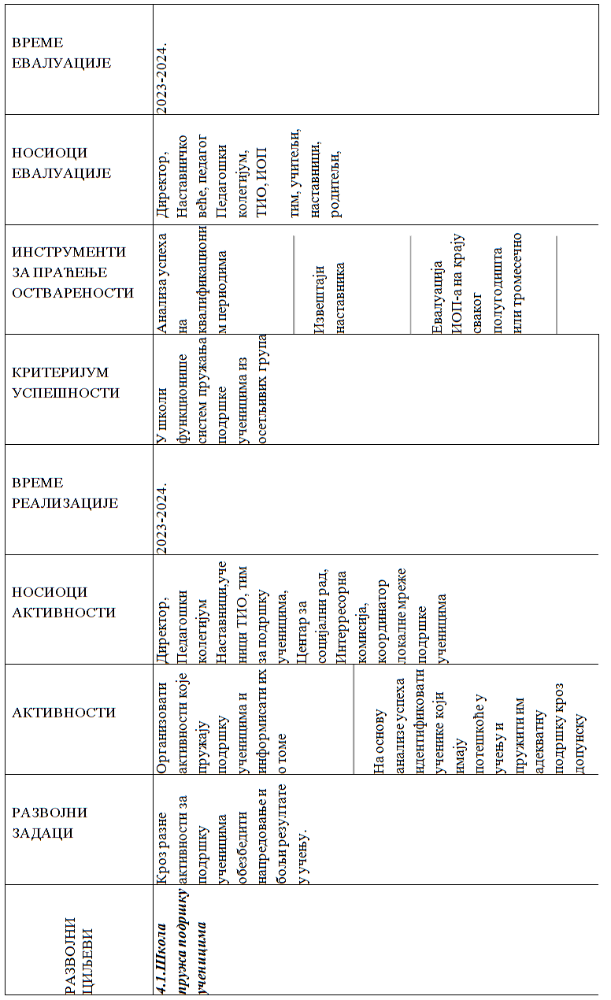 ВРЕМЕ
ЕВАЛУАЦИЈЕ
2023-2024.
НОСИОЦИ
ЕВАЛУАЦИЈЕ
Директор,
Наставничко
веће, педагог
Педагошки
колегијум,
ТИО, ИОП
тим, учитељи,
наставници,
родитељи,
ИНСТРУМЕНТИ
ЗА ПРАЋЕЊЕ
ОСТВАРЕНОСТИ
Анализа успеха
на
квалификациони
м периодима
Извештаји
наставника
Евалуација
ИОП-а на крају
сваког
полугодишта
или тромесечно
КРИТЕРИЈУМ
УСПЕШНОСТИ
У школи
функционише
систем пружања
подршке
ученицима из
осетљивих група
ВРЕМЕ
РЕАЛИЗАЦИЈЕ
2023-2024.
НОСИОЦИ
АКТИВНОСТИ
Директор,
Педагошки
колегијум
Наставници,уче
ници ТИО, тим
за подршку
ученицима,
Центар за
социјални рад,
Интерресорна
комисија,
координатор
локалне мреже
подршке
ученицима
АКТИВНОСТИ
Организовати
активности које
пружају
подршку
ученицима и
информисати их
о томе
На основу
анализе успеха
идентификовати
ученике који
имају
потешкоће у
учењу и
пружити им
адекватну
подршку кроз
допунску
РАЗВОЈНИ
ЗАДАЦИ
Кроз разне
активности за
подршку
ученицима
обезбедити
напредовање и
бољи резултате
у учењу.
РАЗВОЈНИ
ЦИЉЕВИ
4.1.Школа
пружа подршку
ученицима